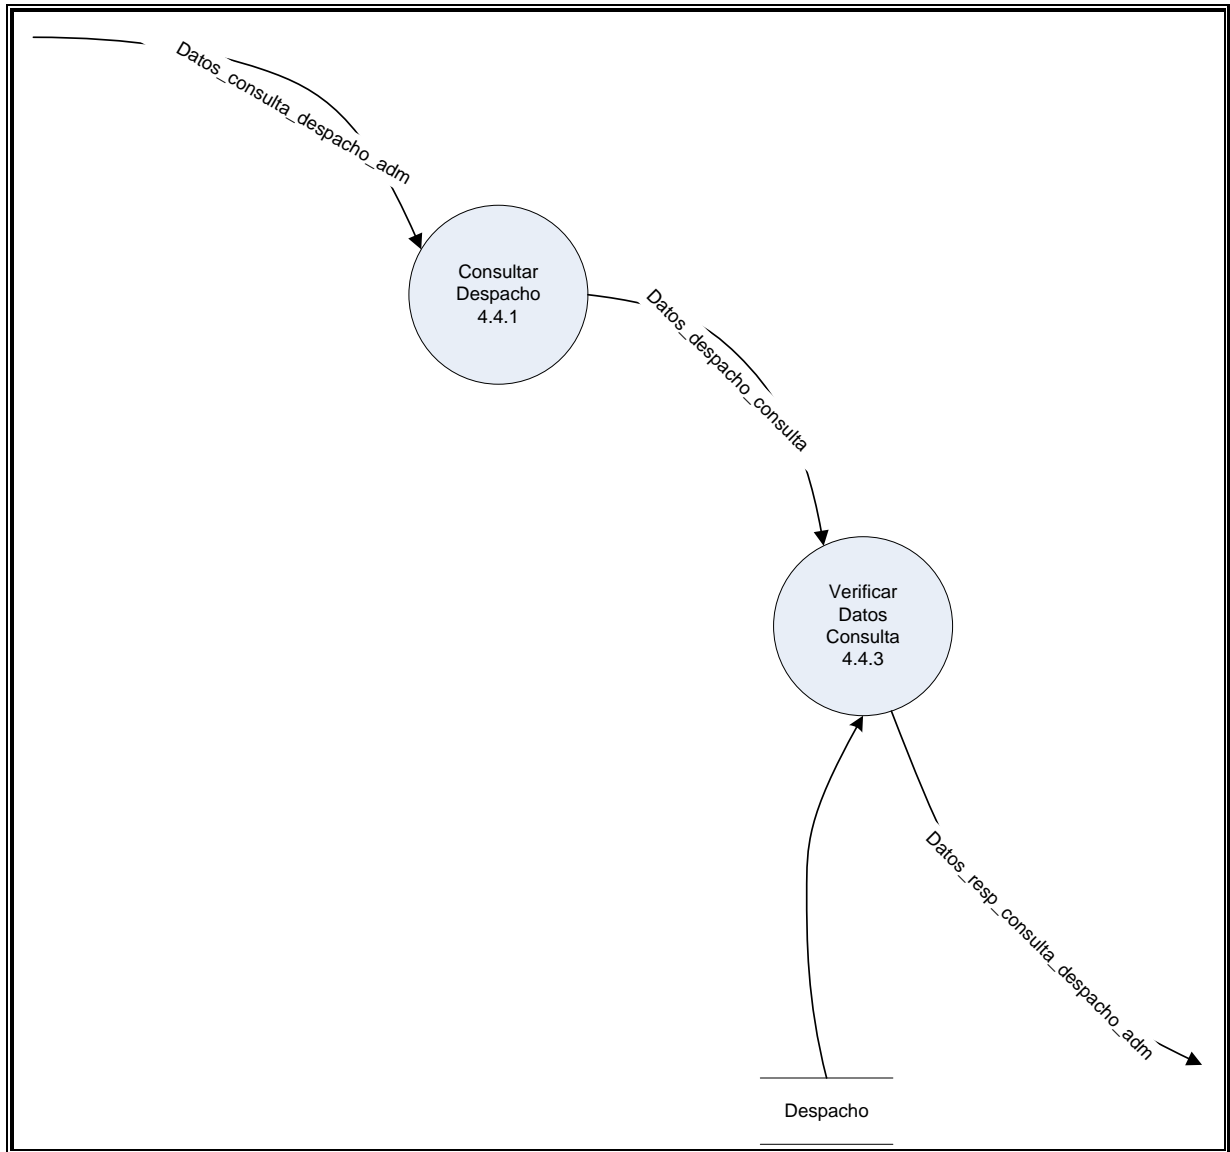 Datos_consulta_despacho_adm
Consultar
Despacho
4.4.1
Datos_despacho_consulta
Verificar
Datos
Consulta
4.4.3
Datos_resp_consulta_despacho_adm
Despacho